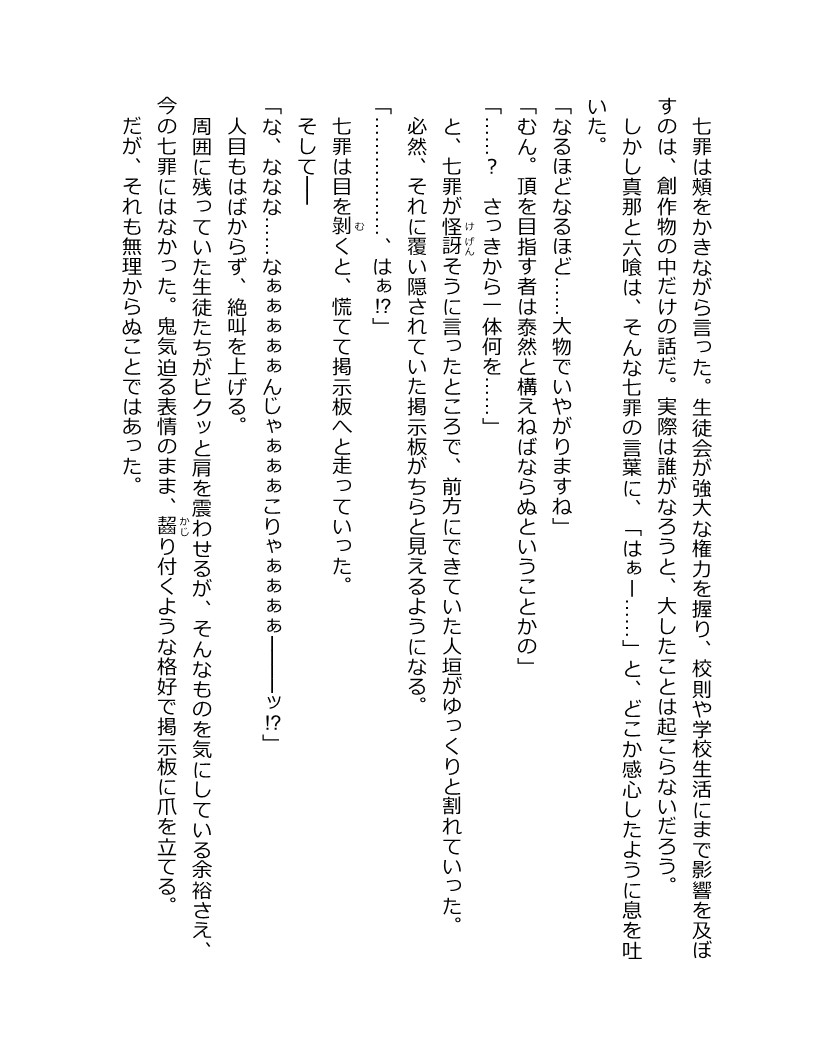 七罪は頰をかきながら言った。生徒会が強大な権力を握り、校則や学校生活にまで影響を及ぼ
すのは、創作物の中だけの話だ。実際は誰がなろうと、大したことは起こらないだろう。
　しかし真那と六喰は、そんな七罪の言葉に、「はぁー……」と、どこか感心したように息を吐
いた。
「なるほどなるほど……大物でいやがりますね」
「むん。頂を目指す者は泰然と構えねばならぬということかの」
「……？　さっきから一体何を……」
　と、七罪が怪訝そうに言ったところで、前方にできていた人垣がゆっくりと割れていった。
　必然、それに覆い隠されていた掲示板がちらと見えるようになる。
「………………、はぁ!?」
　七罪は目を剝くと、慌てて掲示板へと走っていった。
　そして――
「な、ななな……なぁぁぁぁぁんじゃぁぁぁこりゃぁぁぁぁ―――ッ!?」
　人目もはばからず、絶叫を上げる。
　周囲に残っていた生徒たちがビクッと肩を震わせるが、そんなものを気にしている余裕さえ、
今の七罪にはなかった。鬼気迫る表情のまま、齧り付くような格好で掲示板に爪を立てる。
　だが、それも無理からぬことではあった。